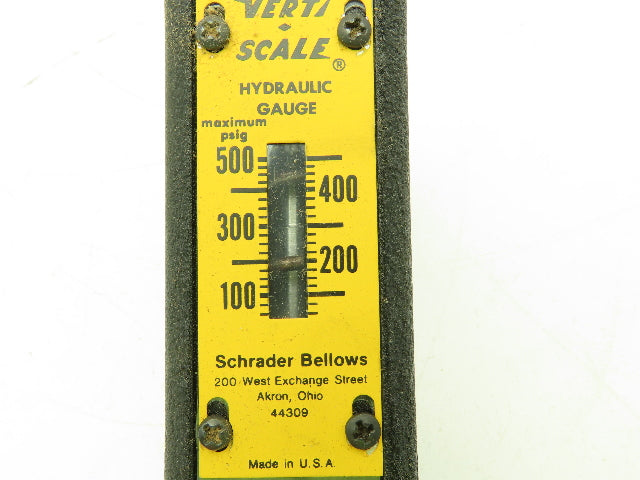 VERTI
SCALE®
HYDRAULIC
GAUGE
maximum
psig
500
400
300
200
100
Schrader Bellows
200 West Exchange Street
Akron, Ohio
44309
Made in U.S.A.